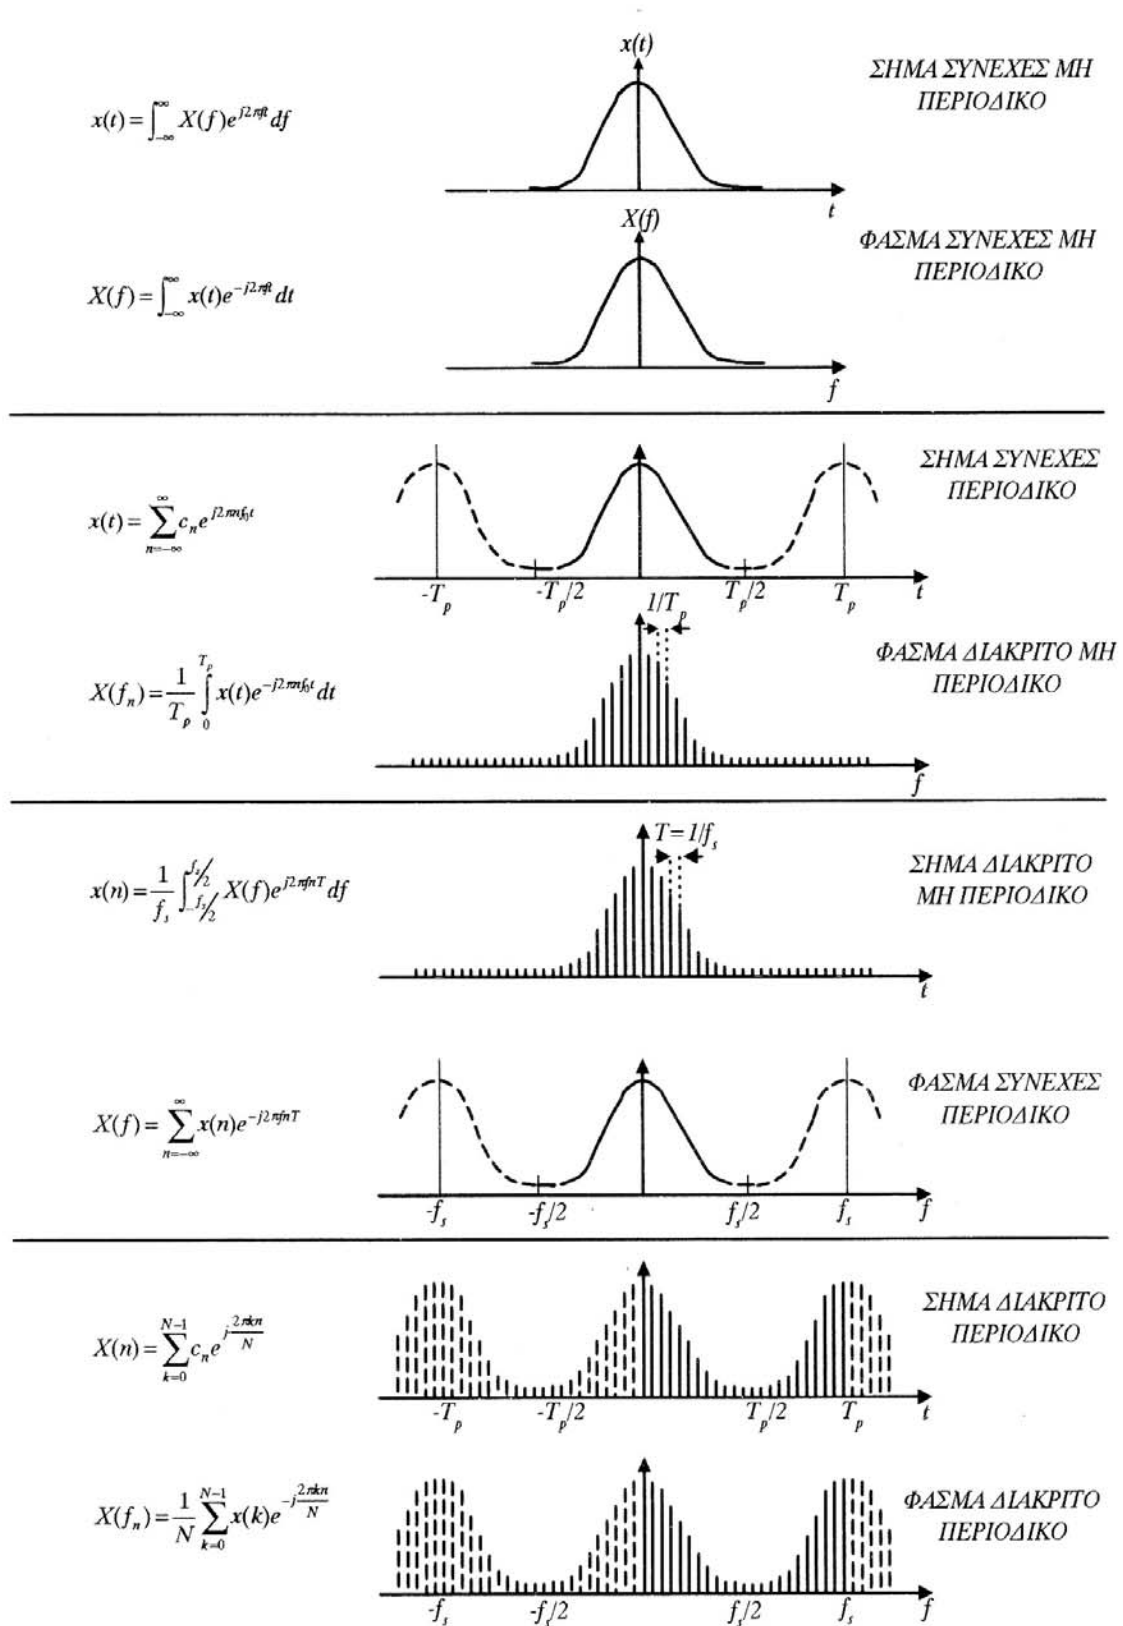 x(t)
ΣΗΜΑ ΣΥΝΕΧΕΣ ΜΗ
ΠΕΡΙΟΔΙΚΟ
x(t) = ∫_{-∞}^{+∞} X(f)e^{j2πft} df
t
X(f)
ΦΑΣΜΑ ΣΥΝΕΧΕΣ ΜΗ
ΠΕΡΙΟΔΙΚΟ
X(f) = ∫_{-∞}^{+∞} x(t)e^{-j2πft} dt
f
ΣΗΜΑ ΣΥΝΕΧΕΣ
ΠΕΡΙΟΔΙΚΟ
x(t) = ∑_{n=-∞}^{∞} c_n e^{j2πnf_0t}
-T_p -T_p/2 T_p/2 T_p t
1/T_p
ΦΑΣΜΑ ΔΙΑΚΡΙΤΟ ΜΗ
ΠΕΡΙΟΔΙΚΟ
X(f_n) = 1/T_p ∫_0^{T_p} x(t)e^{-j2πnf_0t} dt
f
T=1/f_s
ΣΗΜΑ ΔΙΑΚΡΙΤΟ
ΜΗ ΠΕΡΙΟΔΙΚΟ
x(n) = 1/f_s ∫_{-f_s/2}^{f_s/2} X(f)e^{j2πfnT} df
t
ΦΑΣΜΑ ΣΥΝΕΧΕΣ
ΠΕΡΙΟΔΙΚΟ
X(f) = ∑_{n=-∞}^{∞} x(n)e^{-j2πfnT}
-f_s -f_s/2 f_s/2 f_s f
ΣΗΜΑ ΔΙΑΚΡΙΤΟ
ΠΕΡΙΟΔΙΚΟ
X(n) = ∑_{k=0}^{N-1} c_n e^{j2πkn/N}
-T_p -T_p/2 T_p/2 T_p t
ΦΑΣΜΑ ΔΙΑΚΡΙΤΟ
ΠΕΡΙΟΔΙΚΟ
X(f_n) = 1/N ∑_{k=0}^{N-1} x(k)e^{-j2πkn/N}
-f_s -f_s/2 f_s/2 f_s f